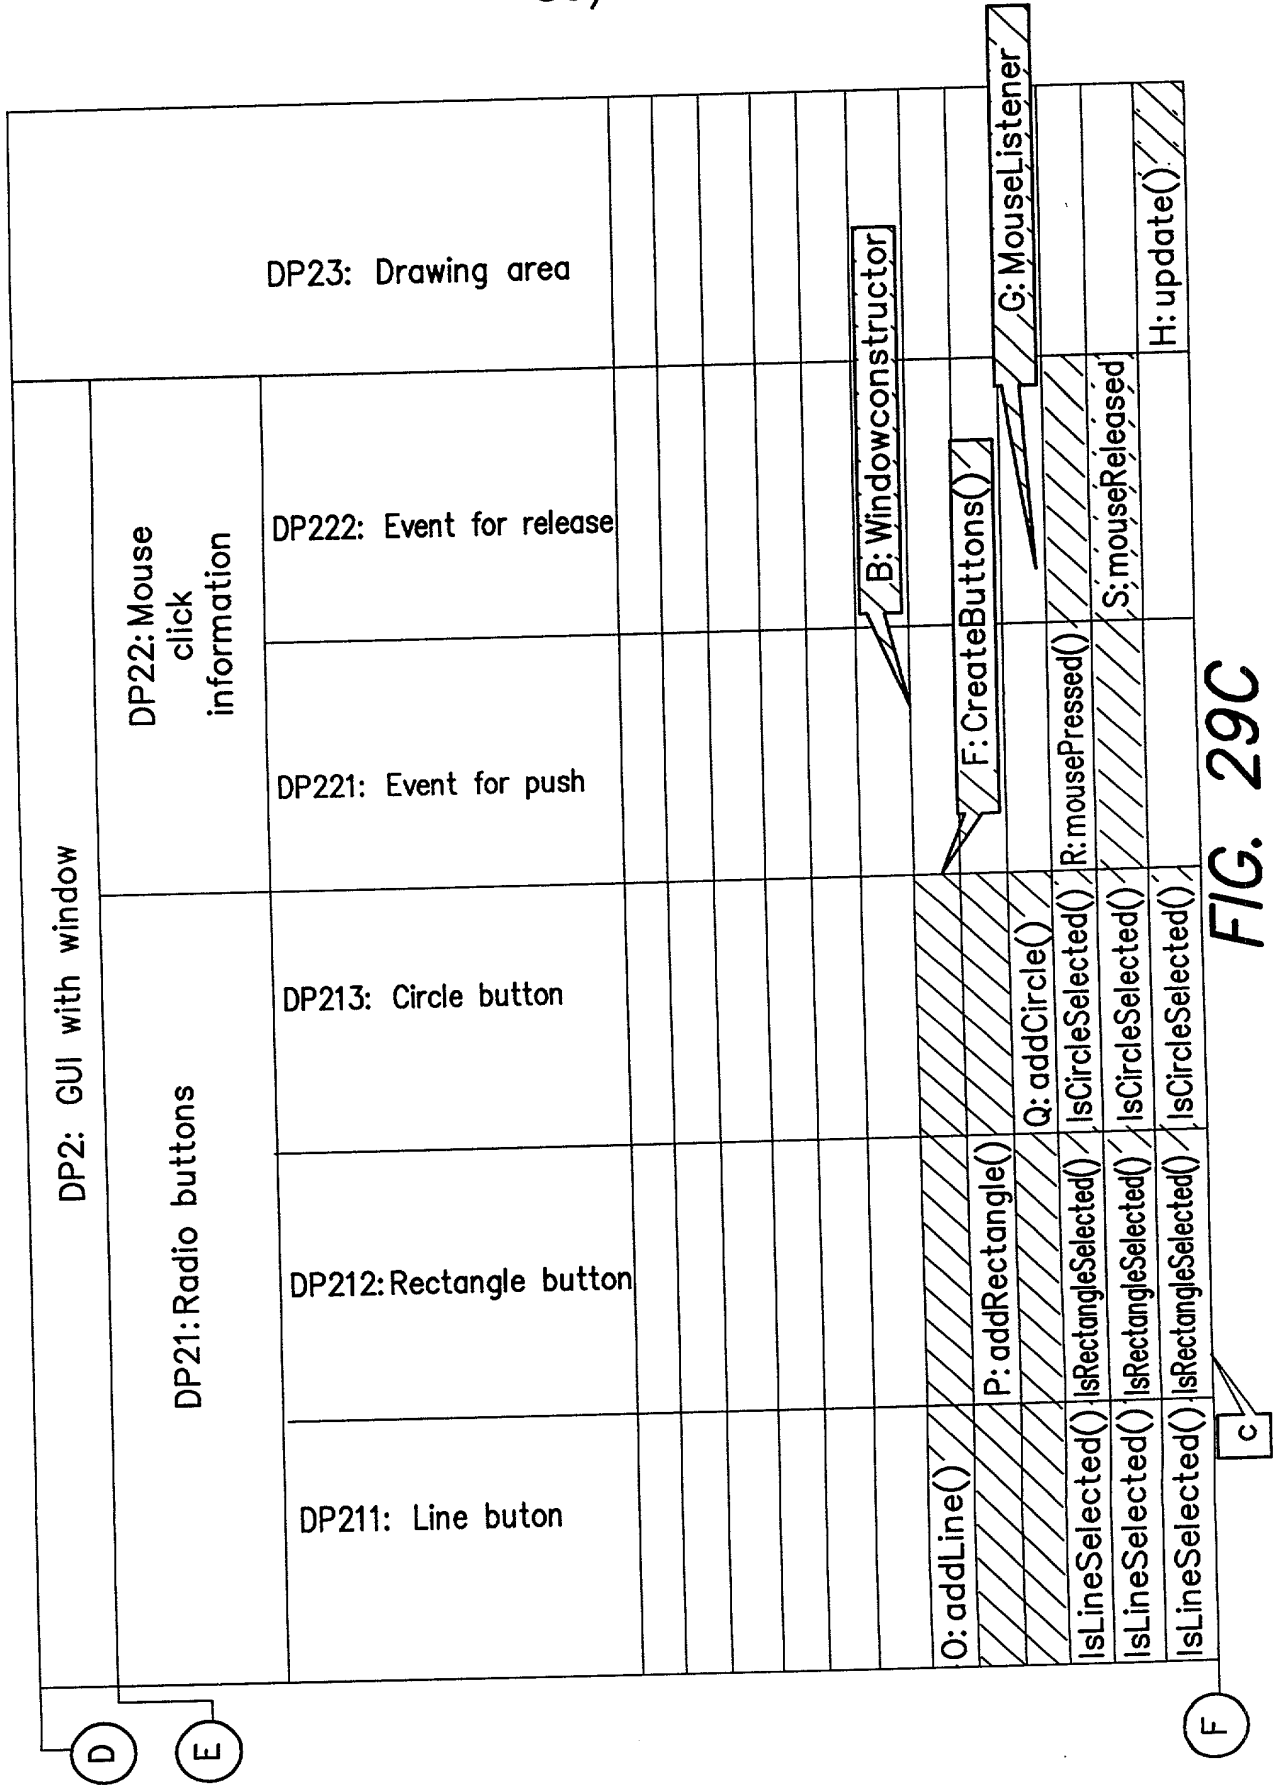 DP2: GUI with window
DP21:Radio buttons
DP22:Mouse
click
information
DP211: Line buton
DP212:Rectangle button
DP213: Circle button
DP221: Event for push
DP222: Event for release
DP23: Drawing area
B: Windowconstructor
F: CreateButtons()
G: MouseListener
O: addLine()
P: addRectangle()
Q: addCircle()
IsLineSelected() IsRectangleSelected() IsCircleSelected() R: mousePressed()
IsLineSelected() IsRectangleSelected() IsCircleSelected() S: mouseReleased
IsLineSelected() IsRectangleSelected() IsCircleSelected() H: update()
D
E
F
c
FIG. 29C